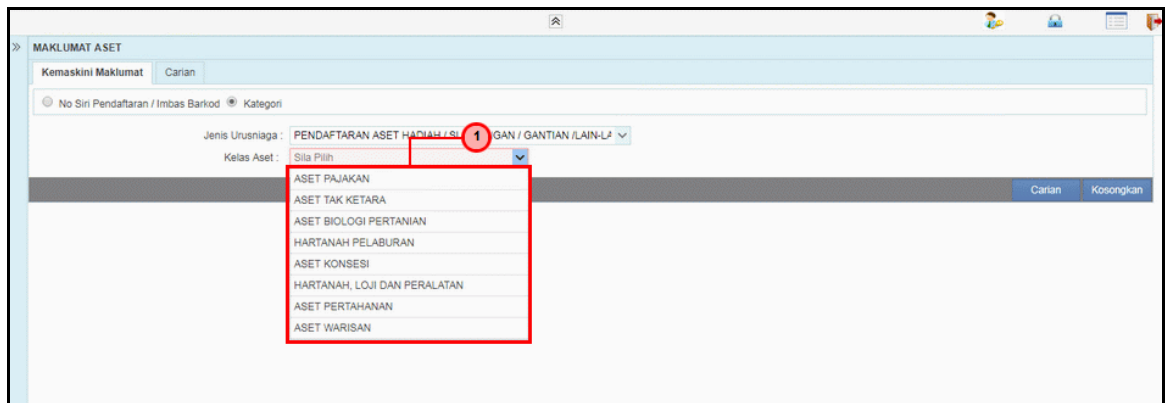 MAKLUMAT ASET
Kemaskini Maklumat Carian
No Siri Pendaftaran / Imbas Barkod Kategori
Jenis Urusniaga : PENDAFTARAN ASET HADIAH / GAN / GANTIAN /LAIN-LA
1
Kelas Aset : Sila Pilih
ASET PAJAKAN
Carian Kosongkan
ASET TAK KETARA
ASET BIOLOGI PERTANIAN
HARTANAH PELABURAN
ASET KONSESI
HARTANAH, LOJI DAN PERALATAN
ASET PERTAHANAN
ASET WARISAN